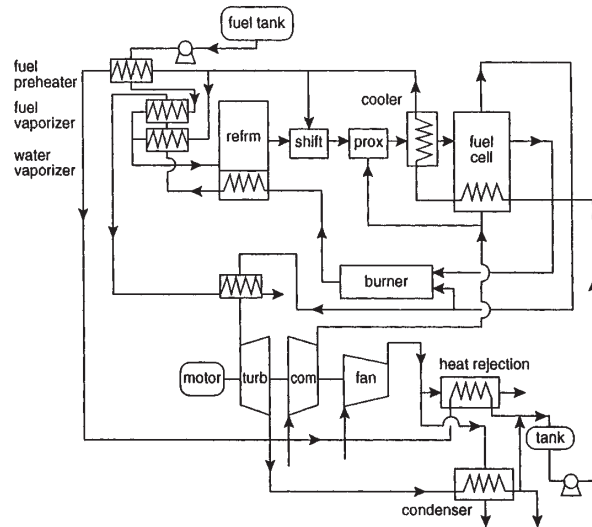 fuel tank
fuel
preheater
fuel
vaporizer
water
vaporizer
refrm
shift
prox
cooler
fuel
cell
burner
motor
turb
com
fan
heat rejection
tank
condenser